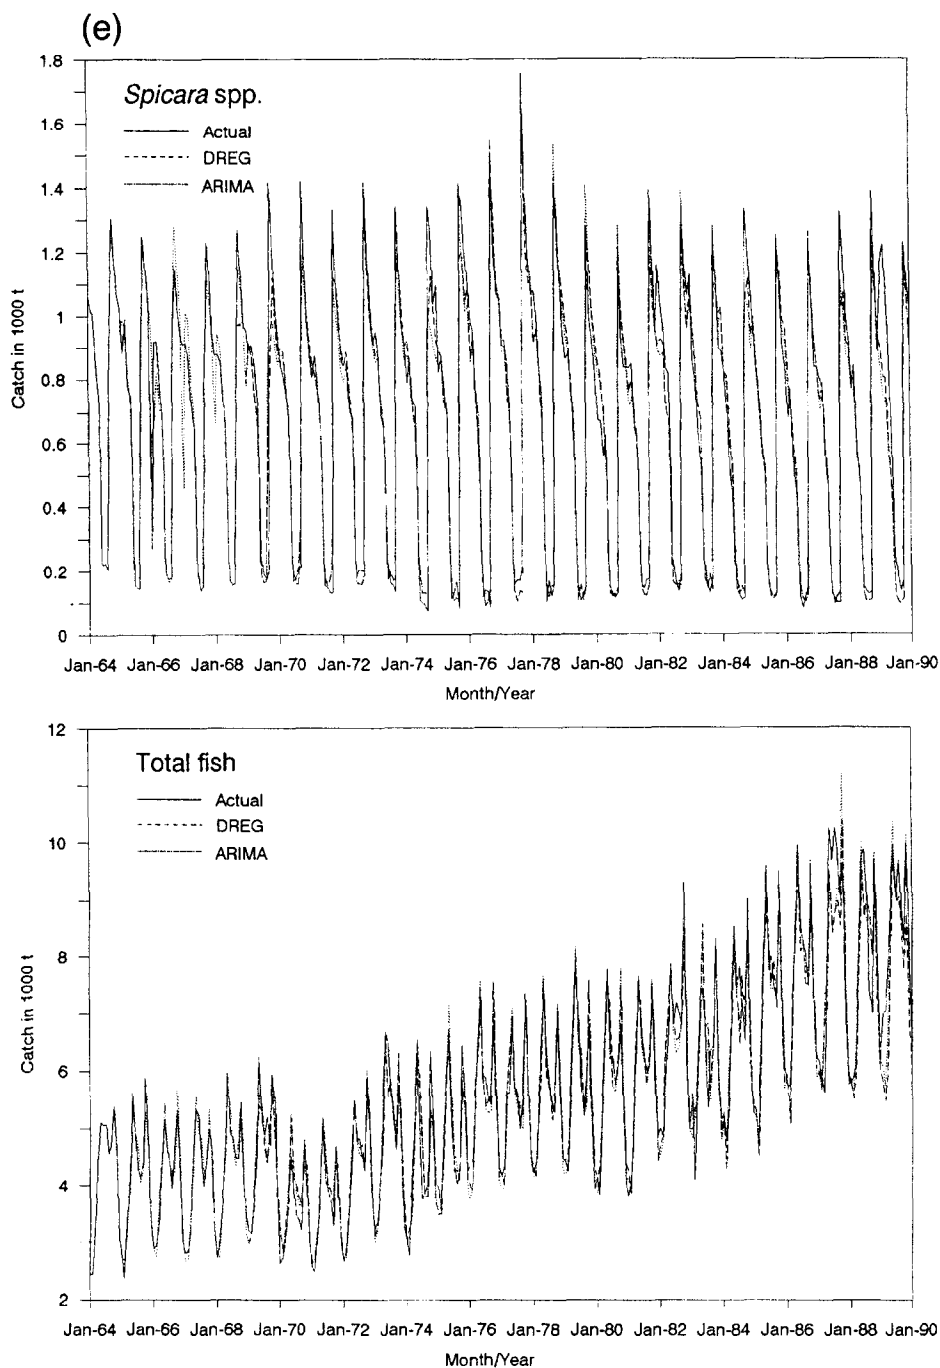 (e)
Spicara spp.
Actual
DREG
ARIMA
Catch in 1000 t
1.8
1.6
1.4
1.2
1
0.8
0.6
0.4
0.2
0
Jan-64 Jan-66 Jan-68 Jan-70 Jan-72 Jan-74 Jan-76 Jan-78 Jan-80 Jan-82 Jan-84 Jan-86 Jan-88 Jan-90
Month/Year
Total fish
Actual
DREG
ARIMA
Catch in 1000 t
12
10
8
6
4
2
Jan-64 Jan-66 Jan-68 Jan-70 Jan-72 Jan-74 Jan-76 Jan-78 Jan-80 Jan-82 Jan-84 Jan-86 Jan-88 Jan-90
Month/Year